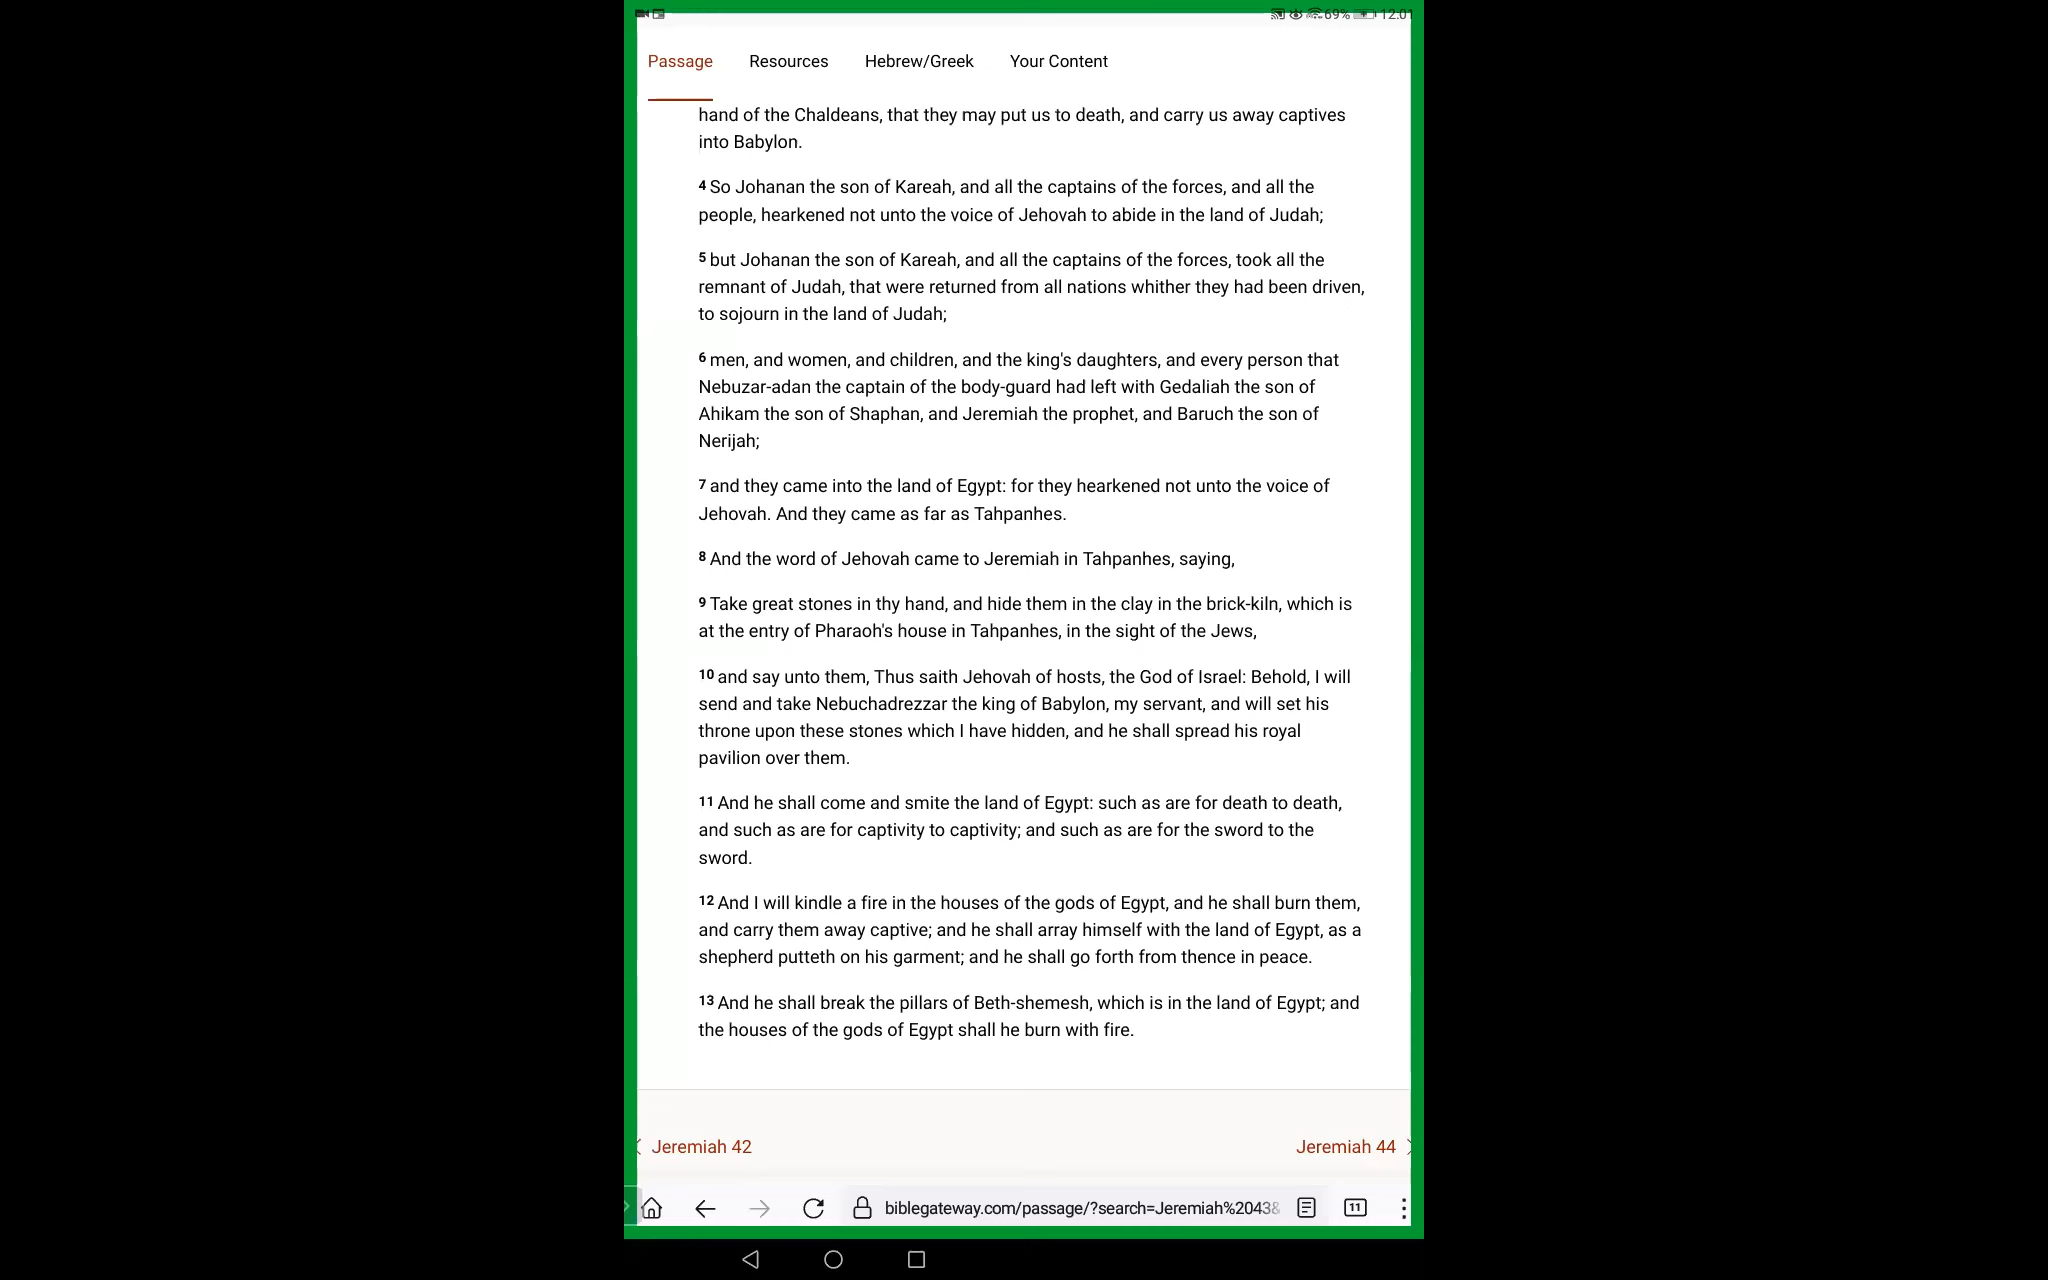 69% 12:01
Passage Resources Hebrew/Greek Your Content
hand of the Chaldeans, that they may put us to death, and carry us away captives
into Babylon.
4 So Johanan the son of Kareah, and all the captains of the forces, and all the
people, hearkened not unto the voice of Jehovah to abide in the land of Judah;
5 but Johanan the son of Kareah, and all the captains of the forces, took all the
remnant of Judah, that were returned from all nations whither they had been driven,
to sojourn in the land of Judah;
6 men, and women, and children, and the king's daughters, and every person that
Nebuzar-adan the captain of the body-guard had left with Gedaliah the son of
Ahikam the son of Shaphan, and Jeremiah the prophet, and Baruch the son of
Nerijah;
7 and they came into the land of Egypt: for they hearkened not unto the voice of
Jehovah. And they came as far as Tahpanhes.
8 And the word of Jehovah came to Jeremiah in Tahpanhes, saying,
9 Take great stones in thy hand, and hide them in the clay in the brick-kiln, which is
at the entry of Pharaoh's house in Tahpanhes, in the sight of the Jews,
10 and say unto them, Thus saith Jehovah of hosts, the God of Israel: Behold, I will
send and take Nebuchadrezzar the king of Babylon, my servant, and will set his
throne upon these stones which I have hidden, and he shall spread his royal
pavilion over them.
11 And he shall come and smite the land of Egypt: such as are for death to death,
and such as are for captivity to captivity; and such as are for the sword to the
sword.
12 And I will kindle a fire in the houses of the gods of Egypt, and he shall burn them,
and carry them away captive; and he shall array himself with the land of Egypt, as a
shepherd putteth on his garment; and he shall go forth from thence in peace.
13 And he shall break the pillars of Beth-shemesh, which is in the land of Egypt; and
the houses of the gods of Egypt shall he burn with fire.
Jeremiah 42 Jeremiah 44
biblegateway.com/passage/?search=Jeremiah%2043& 11